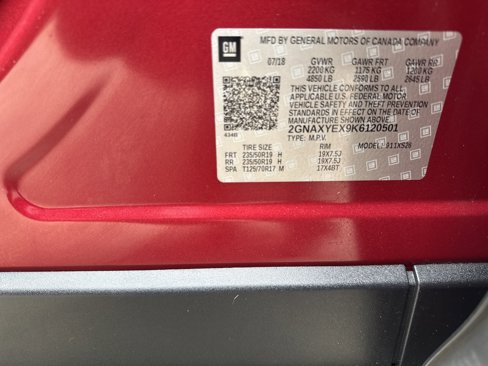 GM
MFD BY GENERAL MOTORS OF CANADA COMPANY
07/18 GVWR GAWR FRT GAWR RR
2200 KG 1175 KG 1200 KG
4850 LB 2590 LB 2645 LB
THIS VEHICLE CONFORMS TO ALL
APPLICABLE U.S. FEDERAL MOTOR
VEHICLE SAFETY AND THEFT PREVENTION
STANDARDS IN EFFECT ON THE DATE OF
MANUFACTURE SHOWN ABOVE.
2GNAXYEX9K6120501
TYPE: M.P.V. MODEL: 911XS26
634B
TIRE SIZE RIM
FRT 235/50R19 H 19X7.5J
RR 235/50R19 H 19X7.5J
SPA T125/70R17 M 17X4BT